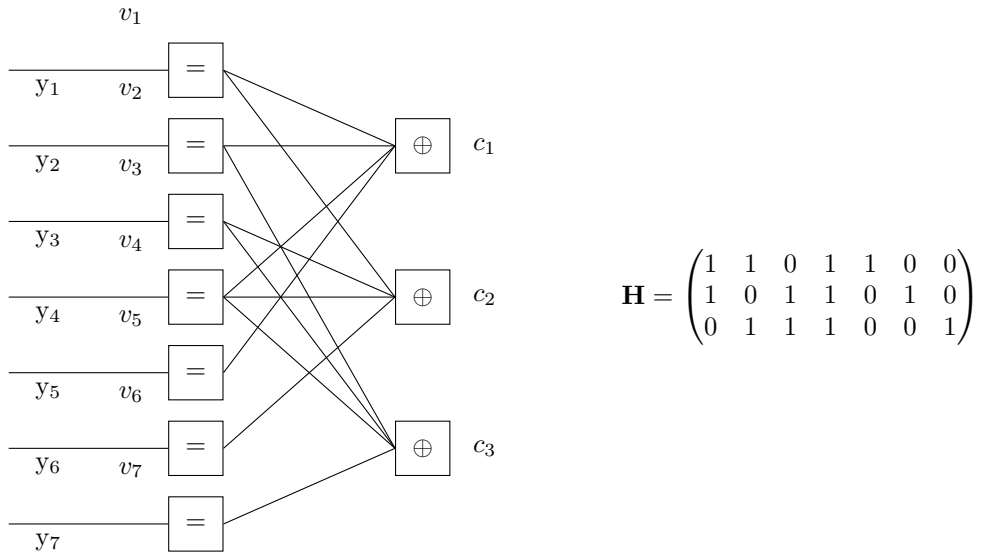 v₁
=
y₁ v₂
= ⊕ c₁
y₂ v₃
=
y₃ v₄
= ⊕ c₂
y₄ v₅
=
y₅ v₆
= ⊕ c₃
y₆ v₇
=
y₇
1 1 0 1 1 0 0
H = 1 0 1 1 0 1 0
0 1 1 1 0 0 1